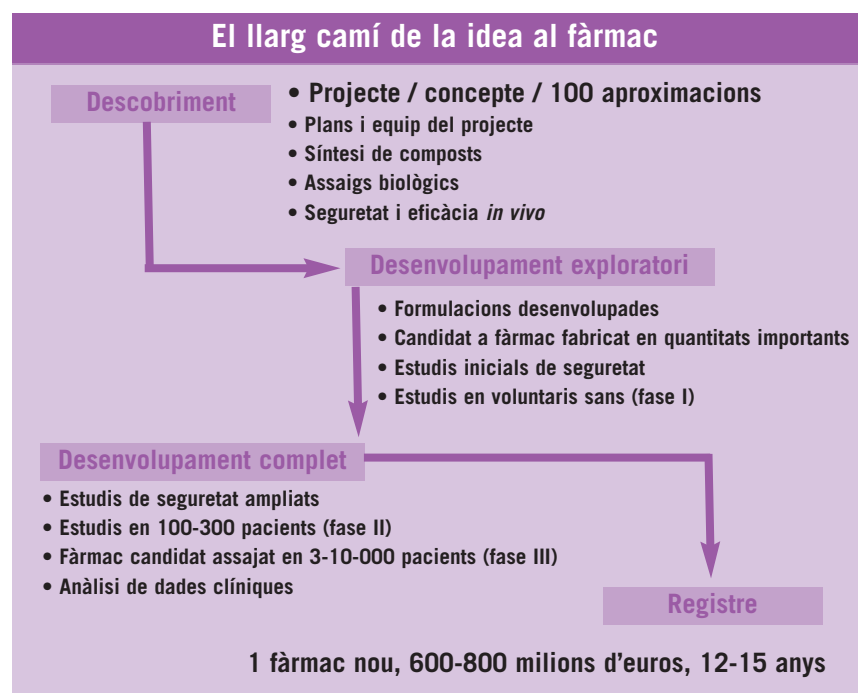 El llarg camí de la idea al fàrmac
Descobriment
• Projecte / concepte / 100 aproximacions
• Plans i equip del projecte
• Síntesi de composts
• Assaigs biològics
• Seguretat i eficàcia in vivo
Desenvolupament exploratori
• Formulacions desenvolupades
• Candidat a fàrmac fabricat en quantitats importants
• Estudis inicials de seguretat
• Estudis en voluntaris sans (fase I)
Desenvolupament complet
• Estudis de seguretat ampliats
• Estudis en 100-300 pacients (fase II)
• Fàrmac candidat assajat en 3-10-000 pacients (fase III)
• Anàlisi de dades clíniques
Registre
1 fàrmac nou, 600-800 milions d'euros, 12-15 anys